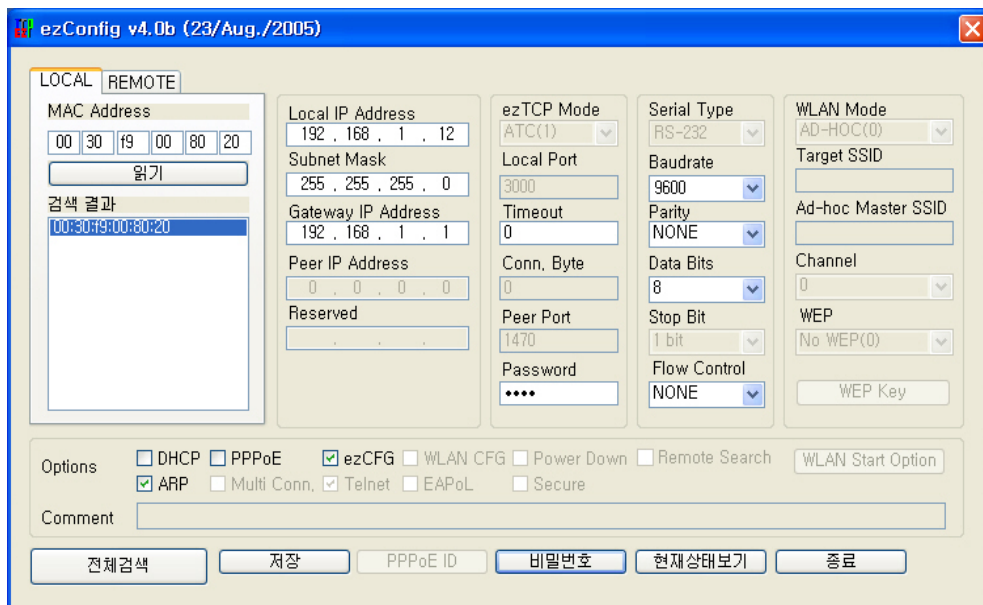 ezConfig v4.0b (23/Aug./2005)
LOCAL
REMOTE
MAC Address
00 30 f9 00 80 20
읽기
검색 결과
00:30:f9:00:80:20
Local IP Address
192 . 168 . 1 . 12
Subnet Mask
255 . 255 . 255 . 0
Gateway IP Address
192 . 168 . 1 . 1
Peer IP Address
0 . 0 . 0 . 0
Reserved
. . .
ezTCP Mode
ATC(1)
Local Port
3000
Timeout
0
Conn. Byte
0
Peer Port
1470
Password
••••
Serial Type
RS-232
Baudrate
9600
Parity
NONE
Data Bits
8
Stop Bit
1 bit
Flow Control
NONE
WLAN Mode
AD-HOC(0)
Target SSID
Ad-hoc Master SSID
Channel
0
WEP
No WEP(0)
WEP Key
Options
DHCP PPPoE ezCFG WLAN CFG Power Down Remote Search
WLAN Start Option
ARP Multi Conn. Telnet EAPoL Secure
Comment
전체검색 저장 PPPoE ID 비밀번호 현재상태보기 종료